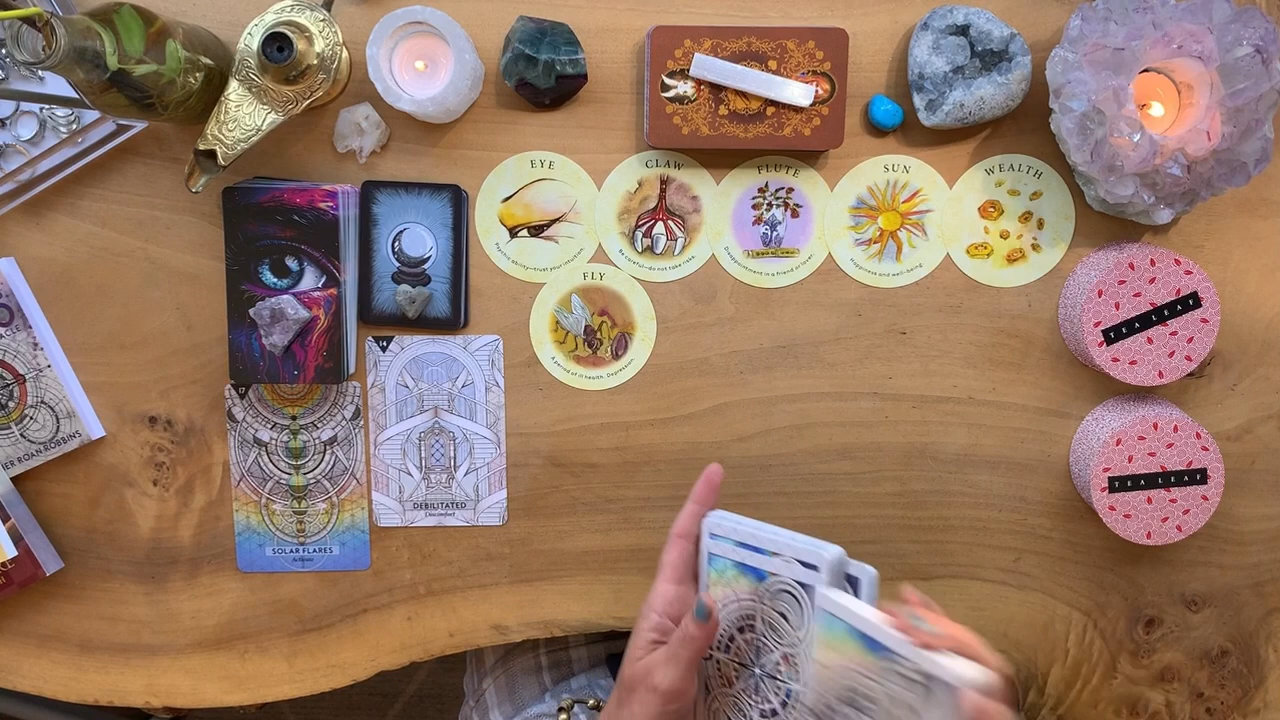 EYE
Psychic ability—trust your intuition.
CLAW
Be careful—do not take risks.
FLUTE
Disappointment in a friend or lover.
SUN
Happiness and well-being.
WEALTH
FLY
A period of ill health. Depression.
TEA LEAF
TEA LEAF
17
SOLAR FLARES
Activate
14
DEBILITATED
Discomfort
ROAN ROBBINS